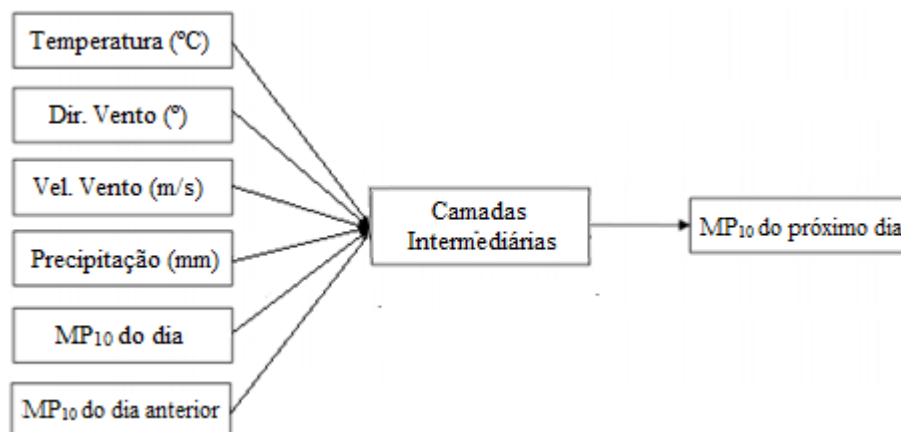 Temperatura (ºC)
Dir. Vento (º)
Vel. Vento (m/s)
Precipitação (mm)
MP₁₀ do dia
MP₁₀ do dia anterior
Camadas
Intermediárias
MP₁₀ do próximo dia